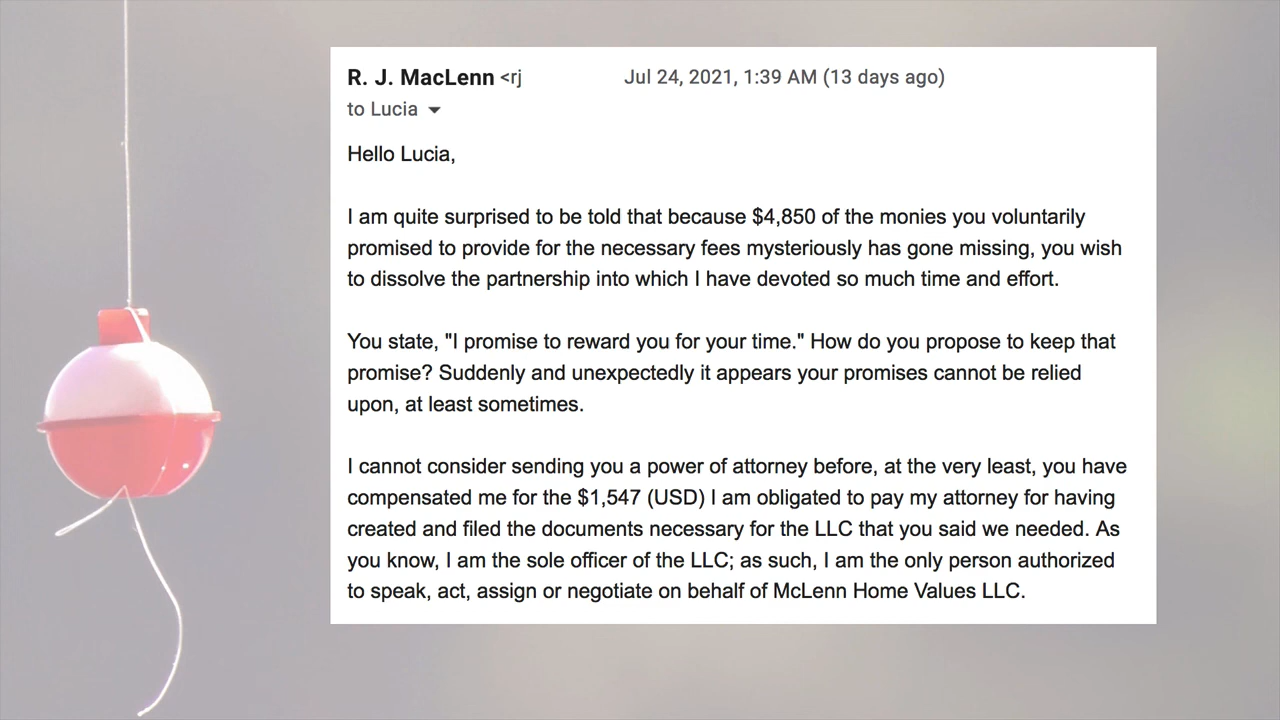 R. J. MacLenn <rj Jul 24, 2021, 1:39 AM (13 days ago)
to Lucia
Hello Lucia,
I am quite surprised to be told that because $4,850 of the monies you voluntarily
promised to provide for the necessary fees mysteriously has gone missing, you wish
to dissolve the partnership into which I have devoted so much time and effort.
You state, "I promise to reward you for your time." How do you propose to keep that
promise? Suddenly and unexpectedly it appears your promises cannot be relied
upon, at least sometimes.
I cannot consider sending you a power of attorney before, at the very least, you have
compensated me for the $1,547 (USD) I am obligated to pay my attorney for having
created and filed the documents necessary for the LLC that you said we needed. As
you know, I am the sole officer of the LLC; as such, I am the only person authorized
to speak, act, assign or negotiate on behalf of McLenn Home Values LLC.